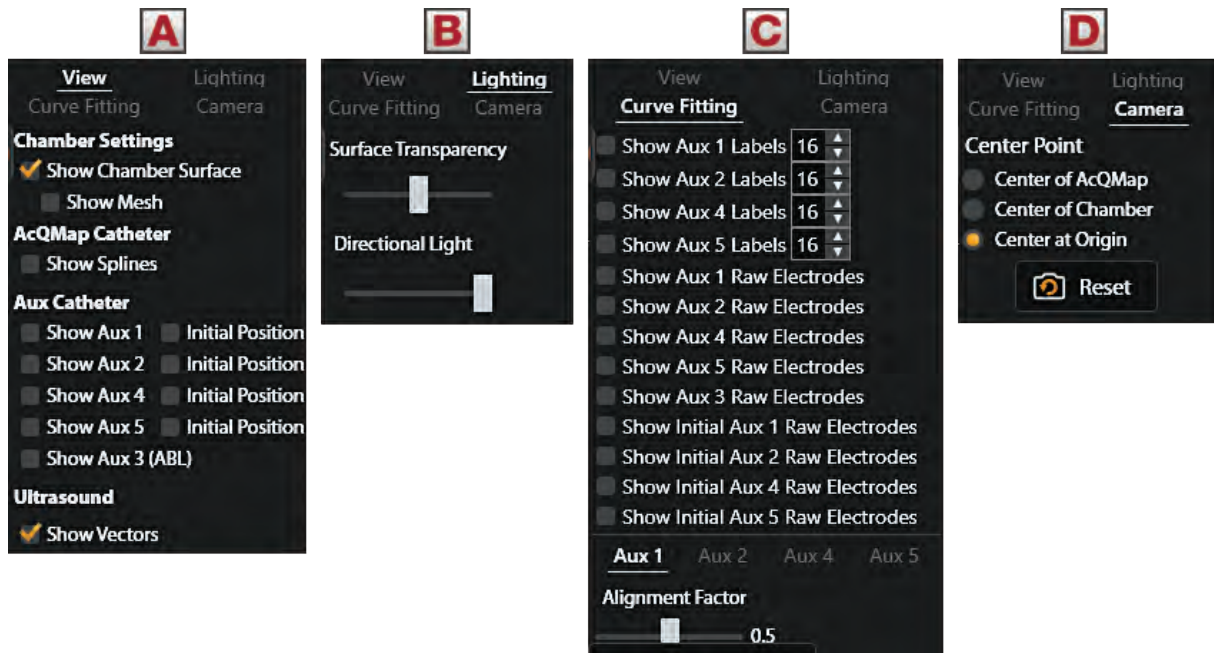 A
View Lighting
Curve Fitting Camera
Chamber Settings
Show Chamber Surface
Show Mesh
AcQMap Catheter
Show Splines
Aux Catheter
Show Aux 1 Initial Position
Show Aux 2 Initial Position
Show Aux 4 Initial Position
Show Aux 5 Initial Position
Show Aux 3 (ABL)
Ultrasound
Show Vectors
B
View Lighting
Curve Fitting Camera
Surface Transparency
Directional Light
C
View Lighting
Curve Fitting Camera
Show Aux 1 Labels 16
Show Aux 2 Labels 16
Show Aux 4 Labels 16
Show Aux 5 Labels 16
Show Aux 1 Raw Electrodes
Show Aux 2 Raw Electrodes
Show Aux 4 Raw Electrodes
Show Aux 5 Raw Electrodes
Show Aux 3 Raw Electrodes
Show Initial Aux 1 Raw Electrodes
Show Initial Aux 2 Raw Electrodes
Show Initial Aux 4 Raw Electrodes
Show Initial Aux 5 Raw Electrodes
Aux 1 Aux 2 Aux 4 Aux 5
Alignment Factor
0.5
D
View Lighting
Curve Fitting Camera
Center Point
Center of AcQMap
Center of Chamber
Center at Origin
Reset